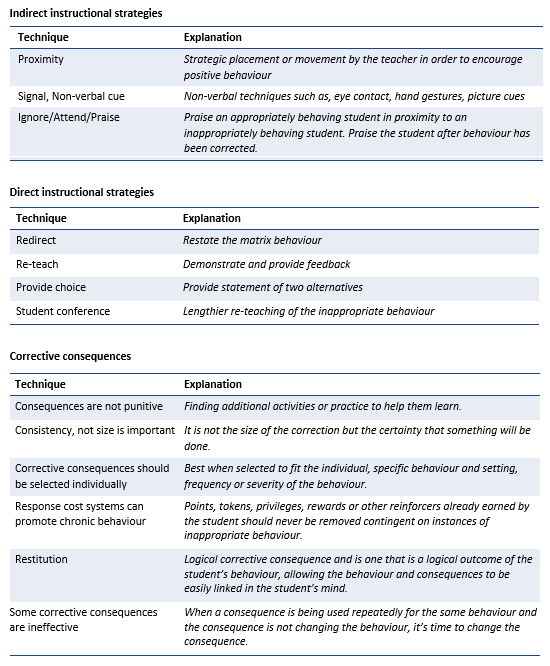 Indirect instructional strategies
Technique Explanation
Proximity Strategic placement or movement by the teacher in order to encourage
positive behaviour
Signal, Non-verbal cue Non-verbal techniques such as, eye contact, hand gestures, picture cues
Ignore/Attend/Praise Praise an appropriately behaving student in proximity to an
inappropriately behaving student. Praise the student after behaviour has
been corrected.
Direct instructional strategies
Technique Explanation
Redirect Restate the matrix behaviour
Re-teach Demonstrate and provide feedback
Provide choice Provide statement of two alternatives
Student conference Lengthier re-teaching of the inappropriate behaviour
Corrective consequences
Technique Explanation
Consequences are not punitive Finding additional activities or practice to help them learn.
Consistency, not size is important It is not the size of the correction but the certainty that something will be
done.
Corrective consequences should Best when selected to fit the individual, specific behaviour and setting,
be selected individually frequency or severity of the behaviour.
Response cost systems can Points, tokens, privileges, rewards or other reinforcers already earned by
promote chronic behaviour the student should never be removed contingent on instances of
inappropriate behaviour.
Restitution Logical corrective consequence and is one that is a logical outcome of the
student's behaviour, allowing the behaviour and consequences to be
easily linked in the student's mind.
Some corrective consequences When a consequence is being used repeatedly for the same behaviour and
are ineffective the consequence is not changing the behaviour, it's time to change the
consequence.